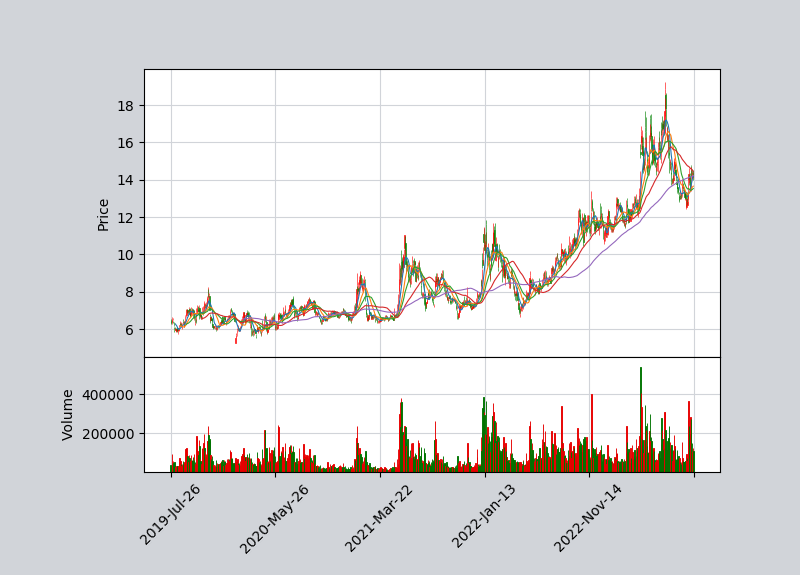 18
16
14
12
10
8
6
Price
400000
200000
Volume
2019-Jul-26
2020-May-26
2021-Mar-22
2022-Jan-13
2022-Nov-14